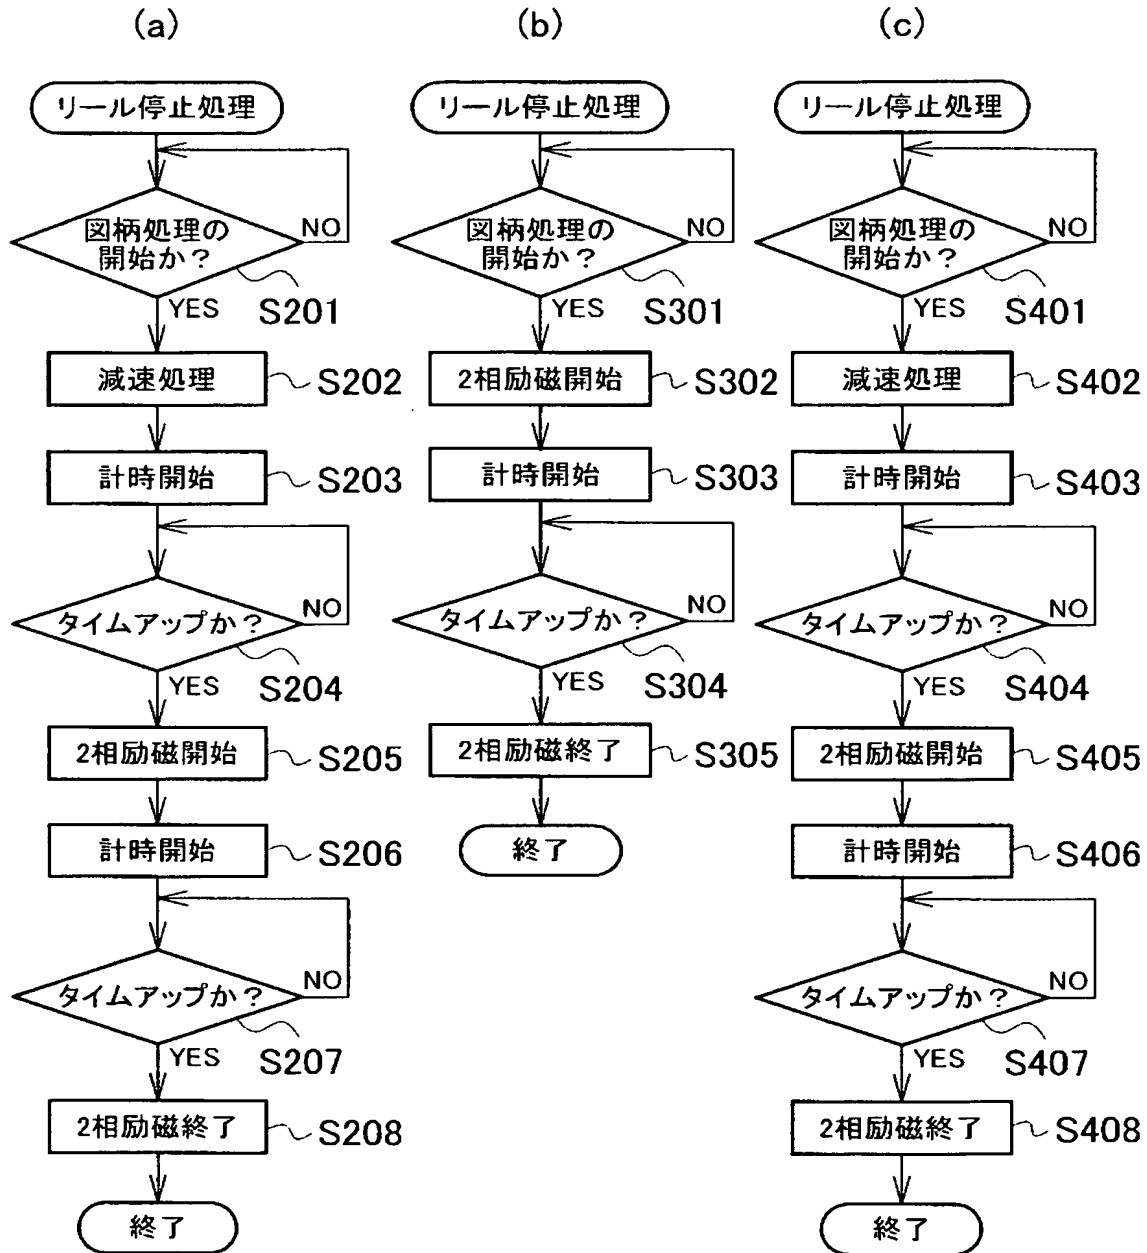 (a)
リール停止処理
図柄処理の
開始か？
NO
YES
S201
減速処理
S202
計時開始
S203
タイムアップか？
NO
YES
S204
2相励磁開始
S205
計時開始
S206
タイムアップか？
NO
YES
S207
2相励磁終了
S208
終了
(b)
リール停止処理
図柄処理の
開始か？
NO
YES
S301
2相励磁開始
S302
計時開始
S303
タイムアップか？
NO
YES
S304
2相励磁終了
S305
終了
(c)
リール停止処理
図柄処理の
開始か？
NO
YES
S401
減速処理
S402
計時開始
S403
タイムアップか？
NO
YES
S404
2相励磁開始
S405
計時開始
S406
タイムアップか？
NO
YES
S407
2相励磁終了
S408
終了